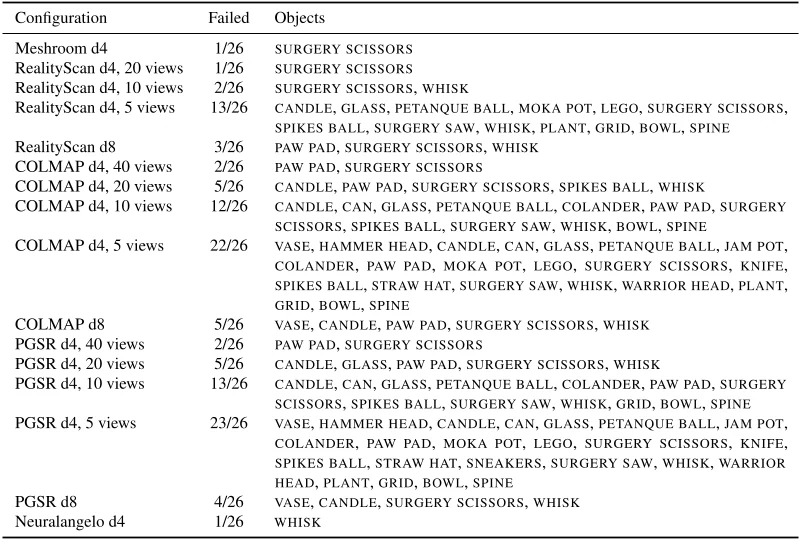 Configuration Failed Objects
Meshroom d4 1/26 SURGERY SCISSORS
RealityScan d4, 20 views 1/26 SURGERY SCISSORS
RealityScan d4, 10 views 2/26 SURGERY SCISSORS, WHISK
RealityScan d4, 5 views 13/26 CANDLE, GLASS, PETANQUE BALL, MOKA POT, LEGO, SURGERY SCISSORS,
SPIKES BALL, SURGERY SAW, WHISK, PLANT, GRID, BOWL, SPINE
RealityScan d8 3/26 PAW PAD, SURGERY SCISSORS, WHISK
COLMAP d4, 40 views 2/26 PAW PAD, SURGERY SCISSORS
COLMAP d4, 20 views 5/26 CANDLE, PAW PAD, SURGERY SCISSORS, SPIKES BALL, WHISK
COLMAP d4, 10 views 12/26 CANDLE, CAN, GLASS, PETANQUE BALL, COLANDER, PAW PAD, SURGERY
SCISSORS, SPIKES BALL, SURGERY SAW, WHISK, BOWL, SPINE
COLMAP d4, 5 views 22/26 VASE, HAMMER HEAD, CANDLE, CAN, GLASS, PETANQUE BALL, JAM POT,
COLANDER, PAW PAD, MOKA POT, LEGO, SURGERY SCISSORS, KNIFE,
SPIKES BALL, STRAW HAT, SURGERY SAW, WHISK, WARRIOR HEAD, PLANT,
GRID, BOWL, SPINE
COLMAP d8 5/26 VASE, CANDLE, PAW PAD, SURGERY SCISSORS, WHISK
PGSR d4, 40 views 2/26 PAW PAD, SURGERY SCISSORS
PGSR d4, 20 views 5/26 CANDLE, GLASS, PAW PAD, SURGERY SCISSORS, WHISK
PGSR d4, 10 views 13/26 CANDLE, CAN, GLASS, PETANQUE BALL, COLANDER, PAW PAD, SURGERY
SCISSORS, SPIKES BALL, SURGERY SAW, WHISK, GRID, BOWL, SPINE
PGSR d4, 5 views 23/26 VASE, HAMMER HEAD, CANDLE, CAN, GLASS, PETANQUE BALL, JAM POT,
COLANDER, PAW PAD, MOKA POT, LEGO, SURGERY SCISSORS, KNIFE,
SPIKES BALL, STRAW HAT, SNEAKERS, SURGERY SAW, WHISK, WARRIOR
HEAD, PLANT, GRID, BOWL, SPINE
PGSR d8 4/26 VASE, CANDLE, SURGERY SCISSORS, WHISK
Neuralangelo d4 1/26 WHISK